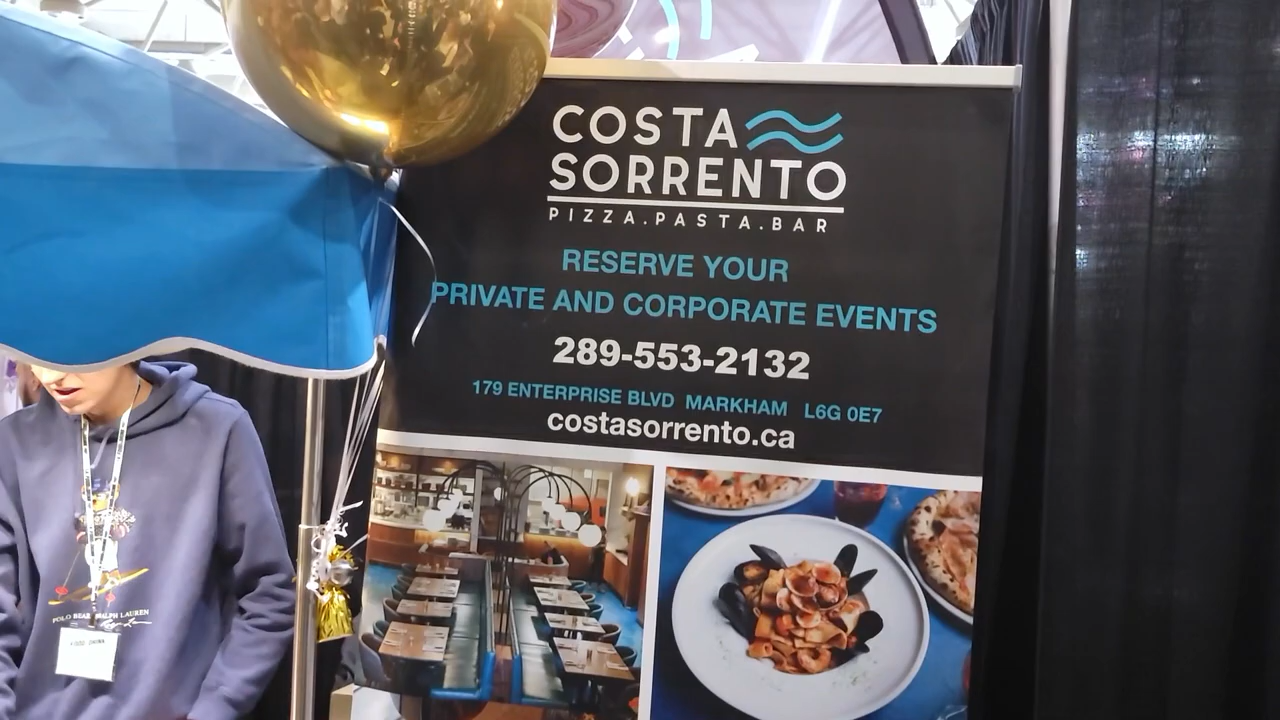 COSTA
SORRENTO
PIZZA.PASTA.BAR
RESERVE YOUR
PRIVATE AND CORPORATE EVENTS
289-553-2132
179 ENTERPRISE BLVD MARKHAM L6G 0E7
costasorrento.ca
POLO BEAR RALPH LAUREN